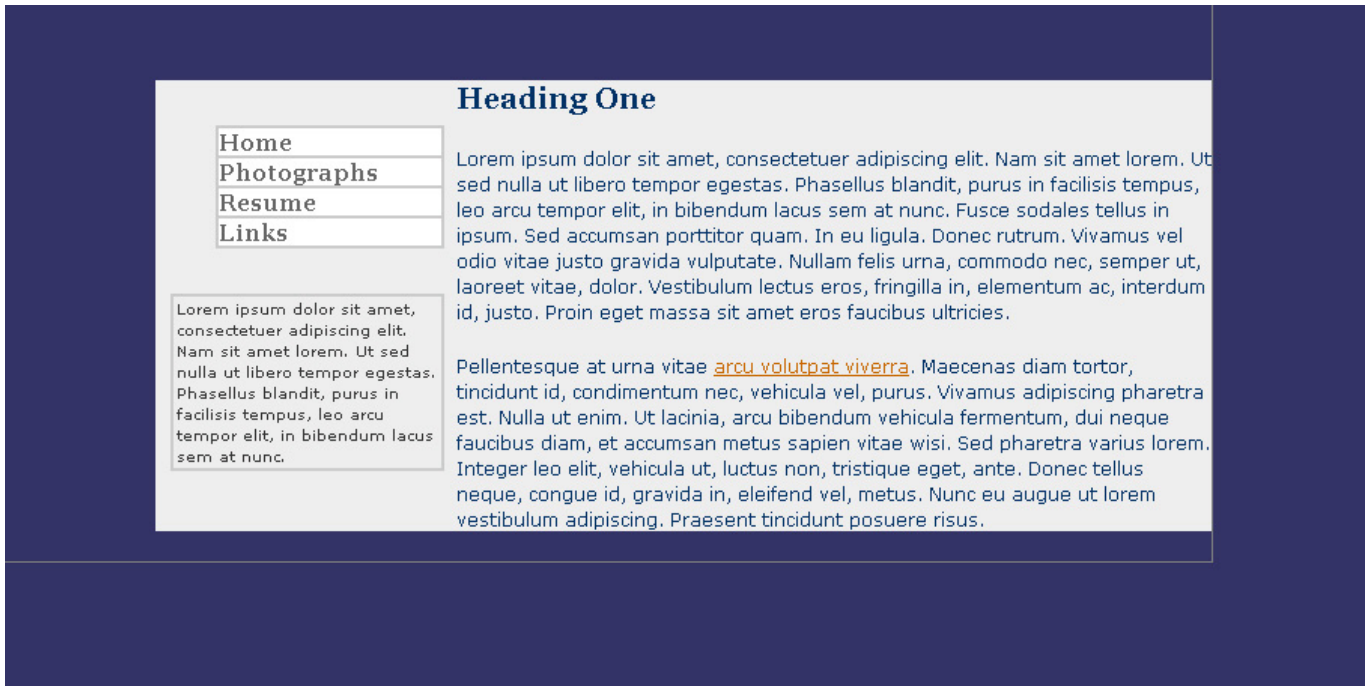 Heading One
Home
Photographs
Resume
Links
Lorem ipsum dolor sit amet,
consectetuer adipiscing elit.
Nam sit amet lorem. Ut sed
nulla ut libero tempor egestas.
Phasellus blandit, purus in
facilisis tempus, leo arcu
tempor elit, in bibendum lacus
sem at nunc.
Lorem ipsum dolor sit amet, consectetuer adipiscing elit. Nam sit amet lorem. Ut
sed nulla ut libero tempor egestas. Phasellus blandit, purus in facilisis tempus,
leo arcu tempor elit, in bibendum lacus sem at nunc. Fusce sodales tellus in
ipsum. Sed accumsan porttitor quam. In eu ligula. Donec rutrum. Vivamus vel
odio vitae justo gravida vulputate. Nullam felis urna, commodo nec, semper ut,
laoreet vitae, dolor. Vestibulum lectus eros, fringilla in, elementum ac, interdum
id, justo. Proin eget massa sit amet eros faucibus ultricies.
Pellentesque at urna vitae arcu volutpat viverra. Maecenas diam tortor,
tincidunt id, condimentum nec, vehicula vel, purus. Vivamus adipiscing pharetra
est. Nulla ut enim. Ut lacinia, arcu bibendum vehicula fermentum, dui neque
faucibus diam, et accumsan metus sapien vitae wisi. Sed pharetra varius lorem.
Integer leo elit, vehicula ut, luctus non, tristique eget, ante. Donec tellus
neque, congue id, gravida in, eleifend vel, metus. Nunc eu augue ut lorem
vestibulum adipiscing. Praesent tincidunt posuere risus.